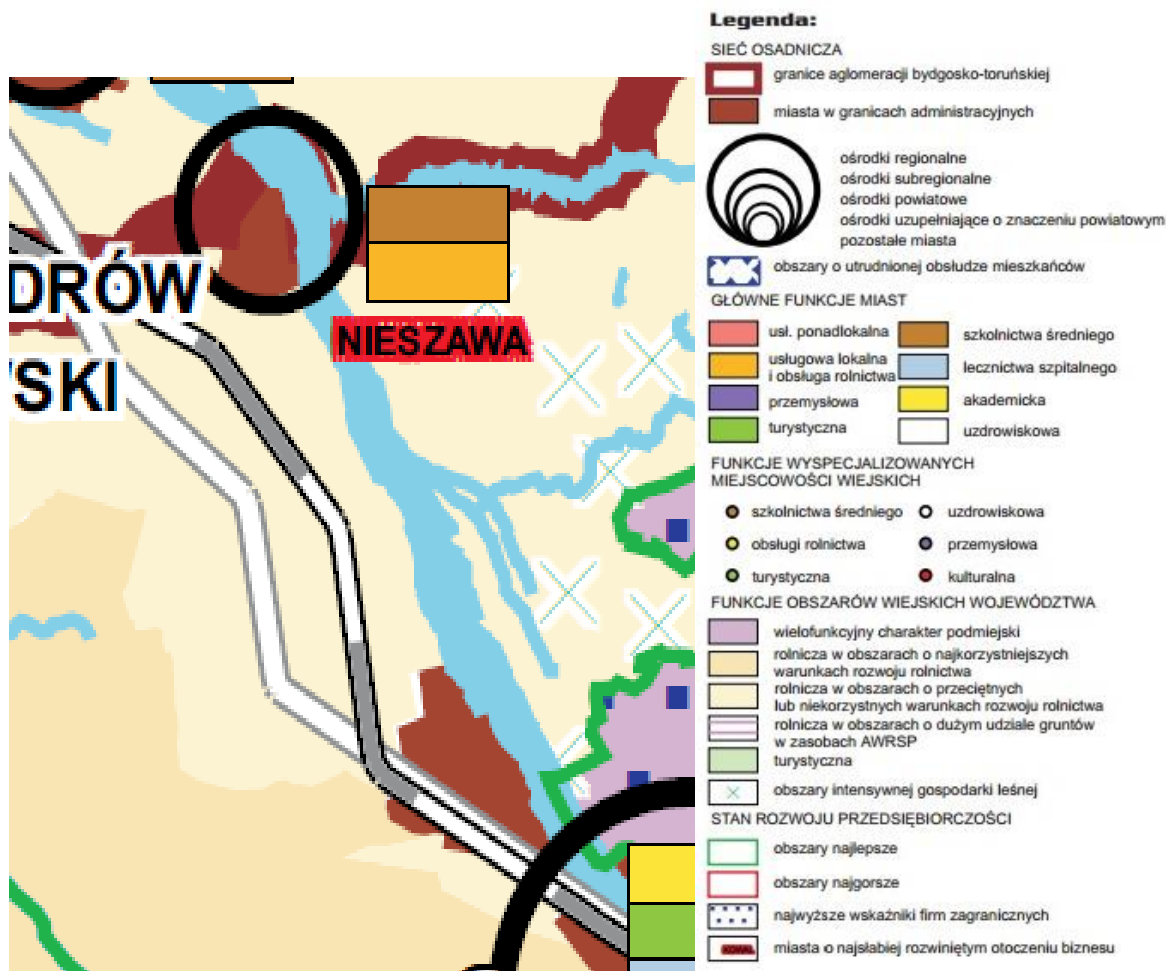 DRÓW
SKI
NIESZAWA
Legenda:
SIEĆ OSADNICZA
granice aglomeracji bydgosko-toruńskiej
miasta w granicach administracyjnych
ośrodki regionalne
ośrodki subregionalne
ośrodki powiatowe
ośrodki uzupełniające o znaczeniu powiatowym
pozostałe miasta
obszary o utrudnionej obsłudze mieszkańców
GŁÓWNE FUNKCJE MIAST
usł. ponadlokalna
szkolnictwa średniego
usługowa lokalna
i obsługa rolnictwa
lecznictwa szpitalnego
przemysłowa
akademicka
turystyczna
uzdrowiskowa
FUNKCJE WYSPECJALIZOWANYCH
MIEJSCOWOŚCI WIEJSKICH
szkolnictwa średniego
uzdrowiskowa
obsługi rolnictwa
przemysłowa
turystyczna
kulturalna
FUNKCJE OBSZARÓW WIEJSKICH WOJEWÓDZTWA
wielofunkcyjny charakter podmiejski
rolnicza w obszarach o najkorzystniejszych
warunkach rozwoju rolnictwa
rolnicza w obszarach o przeciętnych
lub niekorzystnych warunkach rozwoju rolnictwa
rolnicza w obszarach o dużym udziale gruntów
w zasobach AWRSP
turystyczna
obszary intensywnej gospodarki leśnej
STAN ROZWOJU PRZEDSIĘBIORCZOŚCI
obszary najlepsze
obszary najgorsze
najwyższe wskaźniki firm zagranicznych
KOWAL
miasta o najsłabiej rozwiniętym otoczeniu biznesu